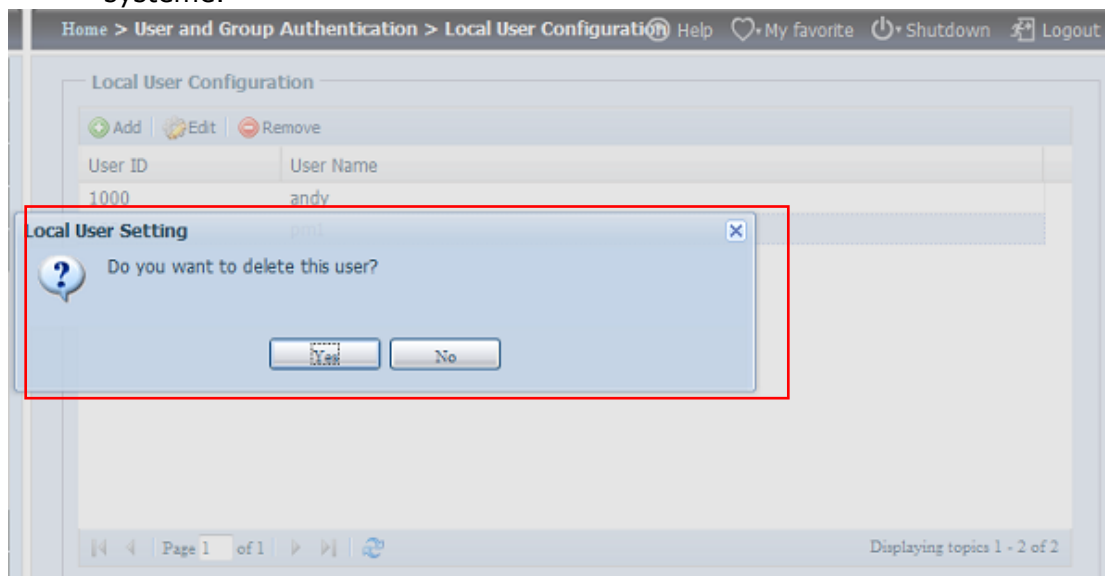 système.
Home > User and Group Authentication > Local User Configuration Help My favorite Shutdown Logout
Local User Configuration
Add Edit Remove
User ID User Name
1000 andy
Local User Setting
pm1
Do you want to delete this user?
Yes No
Page 1 of 1 Displaying topics 1 - 2 of 2